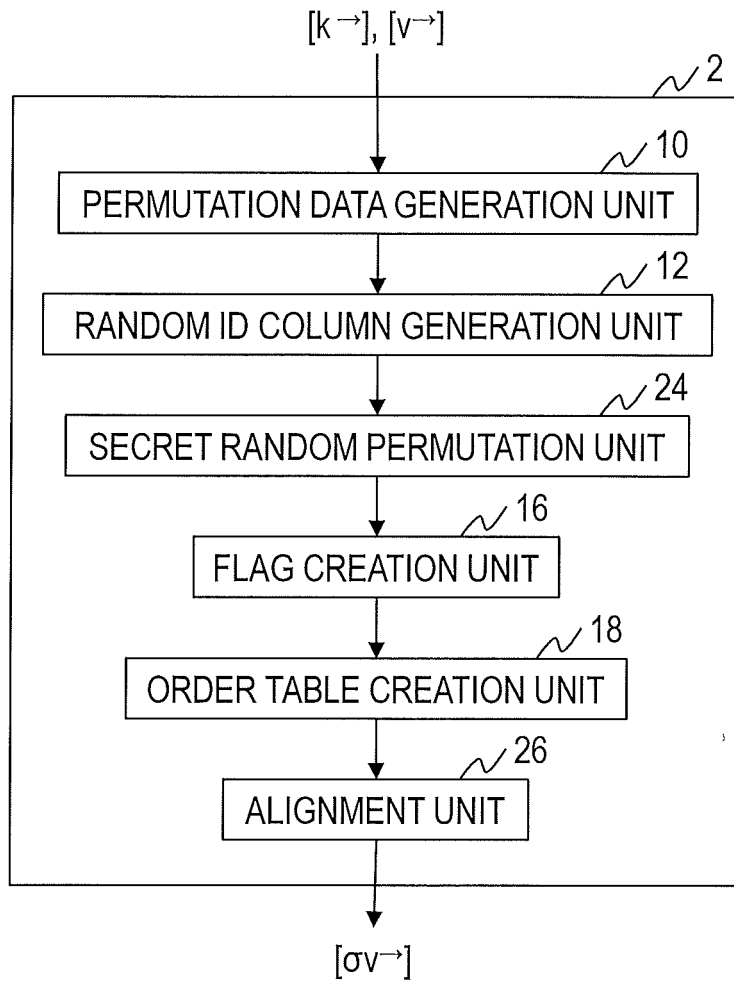 [k→], [v→]
2
10
PERMUTATION DATA GENERATION UNIT
12
RANDOM ID COLUMN GENERATION UNIT
24
SECRET RANDOM PERMUTATION UNIT
16
FLAG CREATION UNIT
18
ORDER TABLE CREATION UNIT
26
ALIGNMENT UNIT
[σv→]